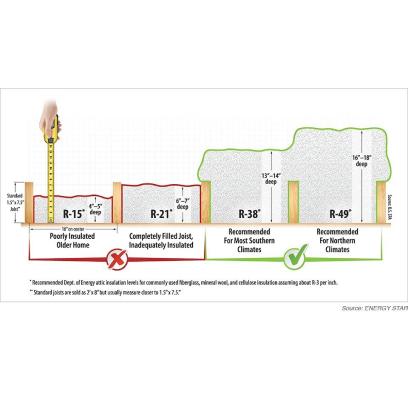 16"–18"
deep
13"–14"
deep
Standard
1.5"x 7.5"
Joist**
4"–5"
deep
6"–7"
deep
R-15*
R-21*
R-38*
R-49*
16" on center
Poorly Insulated
Older Home
Completely Filled Joist,
Inadequately Insulated
Recommended
For Most Southern
Climates
Recommended
For Northern
Climates
* Recommended Dept. of Energy attic insulation levels for commonly used fiberglass, mineral wool, and cellulose insulation assuming about R-3 per inch.
** Standard joists are sold as 2"x 8" but usually measure closer to 1.5"x 7.5."
Source: ENERGY STAR